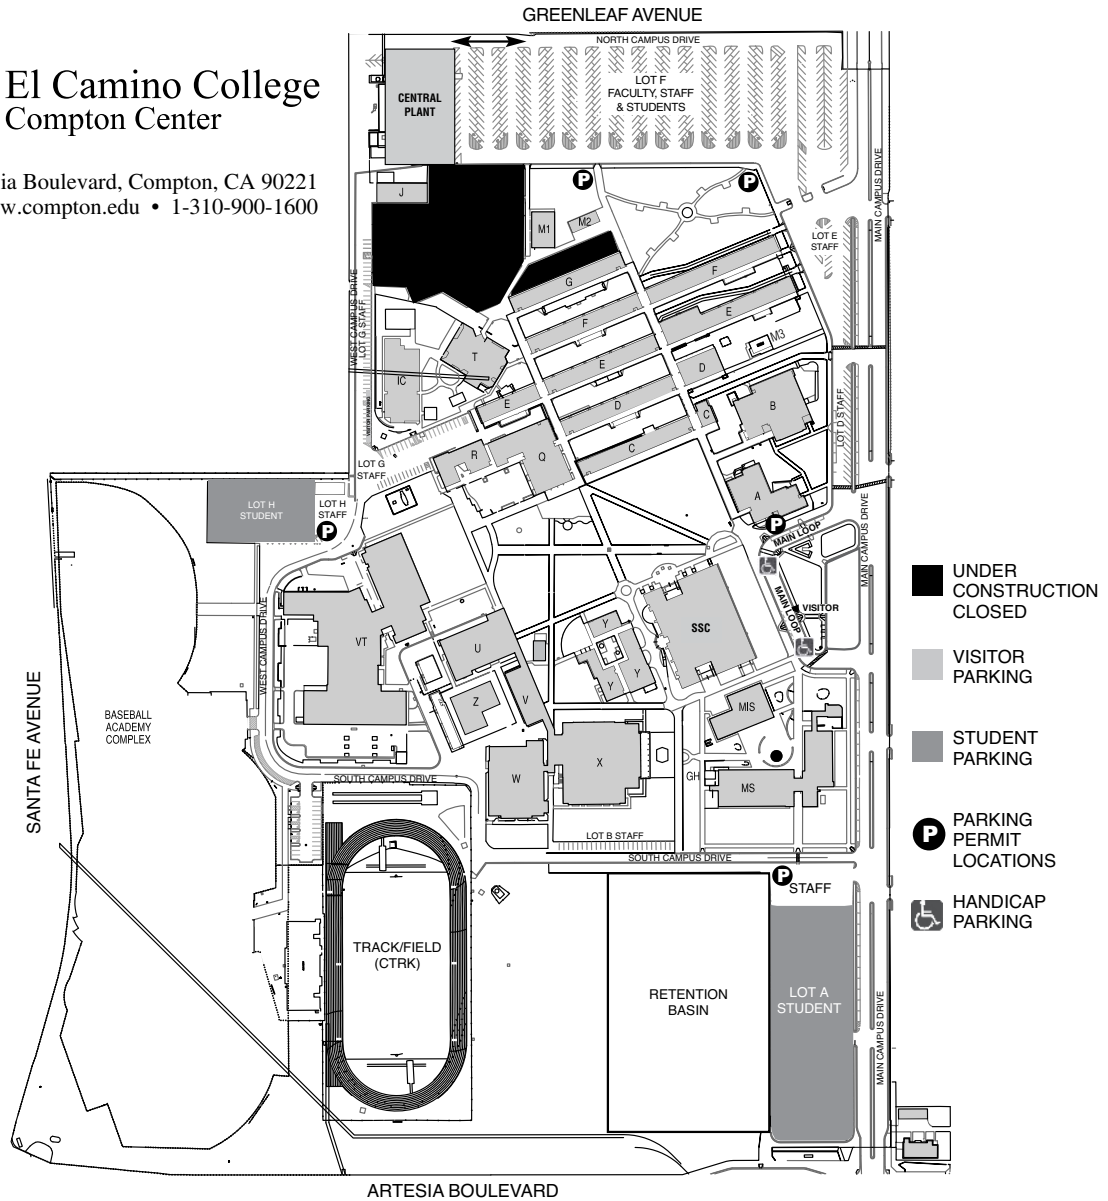 GREENLEAF AVENUE
NORTH CAMPUS DRIVE
El Camino College
Compton Center
ia Boulevard, Compton, CA 90221
w.compton.edu • 1-310-900-1600
CENTRAL
PLANT
LOT F
FACULTY, STAFF
& STUDENTS
MAIN CAMPUS DRIVE
J
P
P
M1
M2
LOT E
STAFF
WEST CAMPUS DRIVE
LOT G STAFF
G
F
F
E
M3
T
IC
E
D
E
D
C
B
C
LOT D STAFF
VISITOR PARKING
R
Q
LOT G
STAFF
A
LOT H
STUDENT
LOT H
STAFF
P
P
MAIN LOOP
MAIN CAMPUS DRIVE
MAIN LOOP
VISITOR
UNDER
CONSTRUCTION
CLOSED
VISITOR
PARKING
STUDENT
PARKING
P
PARKING
PERMIT
LOCATIONS
HANDICAP
PARKING
WEST CAMPUS DRIVE
VT
U
Y
Y
Y
SSC
Z
V
MIS
SANTA FE AVENUE
BASEBALL
ACADEMY
COMPLEX
W
X
GH
MS
SOUTH CAMPUS DRIVE
LOT B STAFF
SOUTH CAMPUS DRIVE
P
STAFF
TRACK/FIELD
(CTRK)
RETENTION
BASIN
LOT A
STUDENT
MAIN CAMPUS DRIVE
ARTESIA BOULEVARD